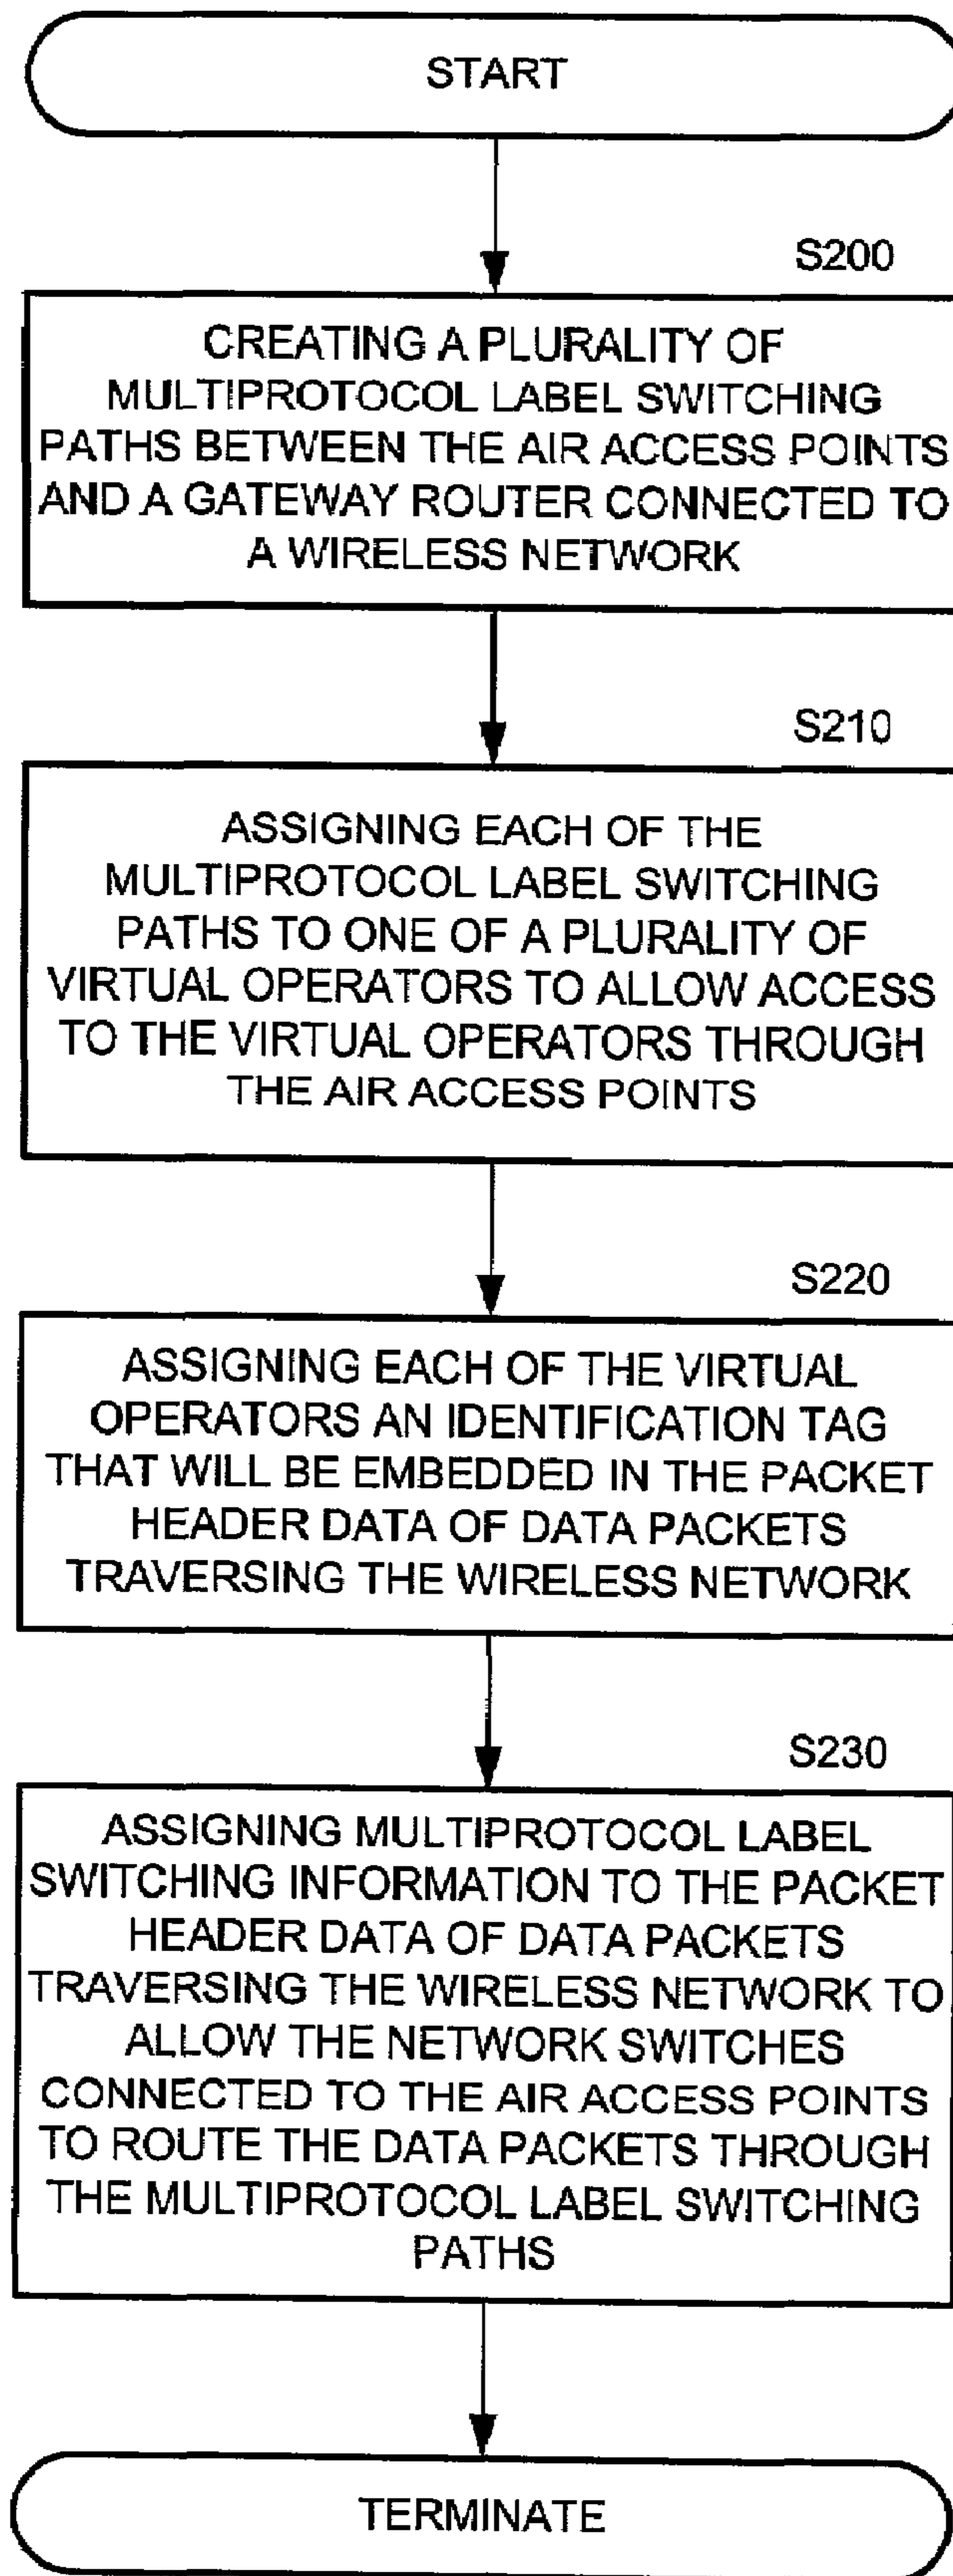 START
S200
CREATING A PLURALITY OF
MULTIPROTOCOL LABEL SWITCHING
PATHS BETWEEN THE AIR ACCESS POINTS
AND A GATEWAY ROUTER CONNECTED TO
A WIRELESS NETWORK
S210
ASSIGNING EACH OF THE
MULTIPROTOCOL LABEL SWITCHING
PATHS TO ONE OF A PLURALITY OF
VIRTUAL OPERATORS TO ALLOW ACCESS
TO THE VIRTUAL OPERATORS THROUGH
THE AIR ACCESS POINTS
S220
ASSIGNING EACH OF THE VIRTUAL
OPERATORS AN IDENTIFICATION TAG
THAT WILL BE EMBEDDED IN THE PACKET
HEADER DATA OF DATA PACKETS
TRAVERSING THE WIRELESS NETWORK
S230
ASSIGNING MULTIPROTOCOL LABEL
SWITCHING INFORMATION TO THE PACKET
HEADER DATA OF DATA PACKETS
TRAVERSING THE WIRELESS NETWORK TO
ALLOW THE NETWORK SWITCHES
CONNECTED TO THE AIR ACCESS POINTS
TO ROUTE THE DATA PACKETS THROUGH
THE MULTIPROTOCOL LABEL SWITCHING
PATHS
TERMINATE